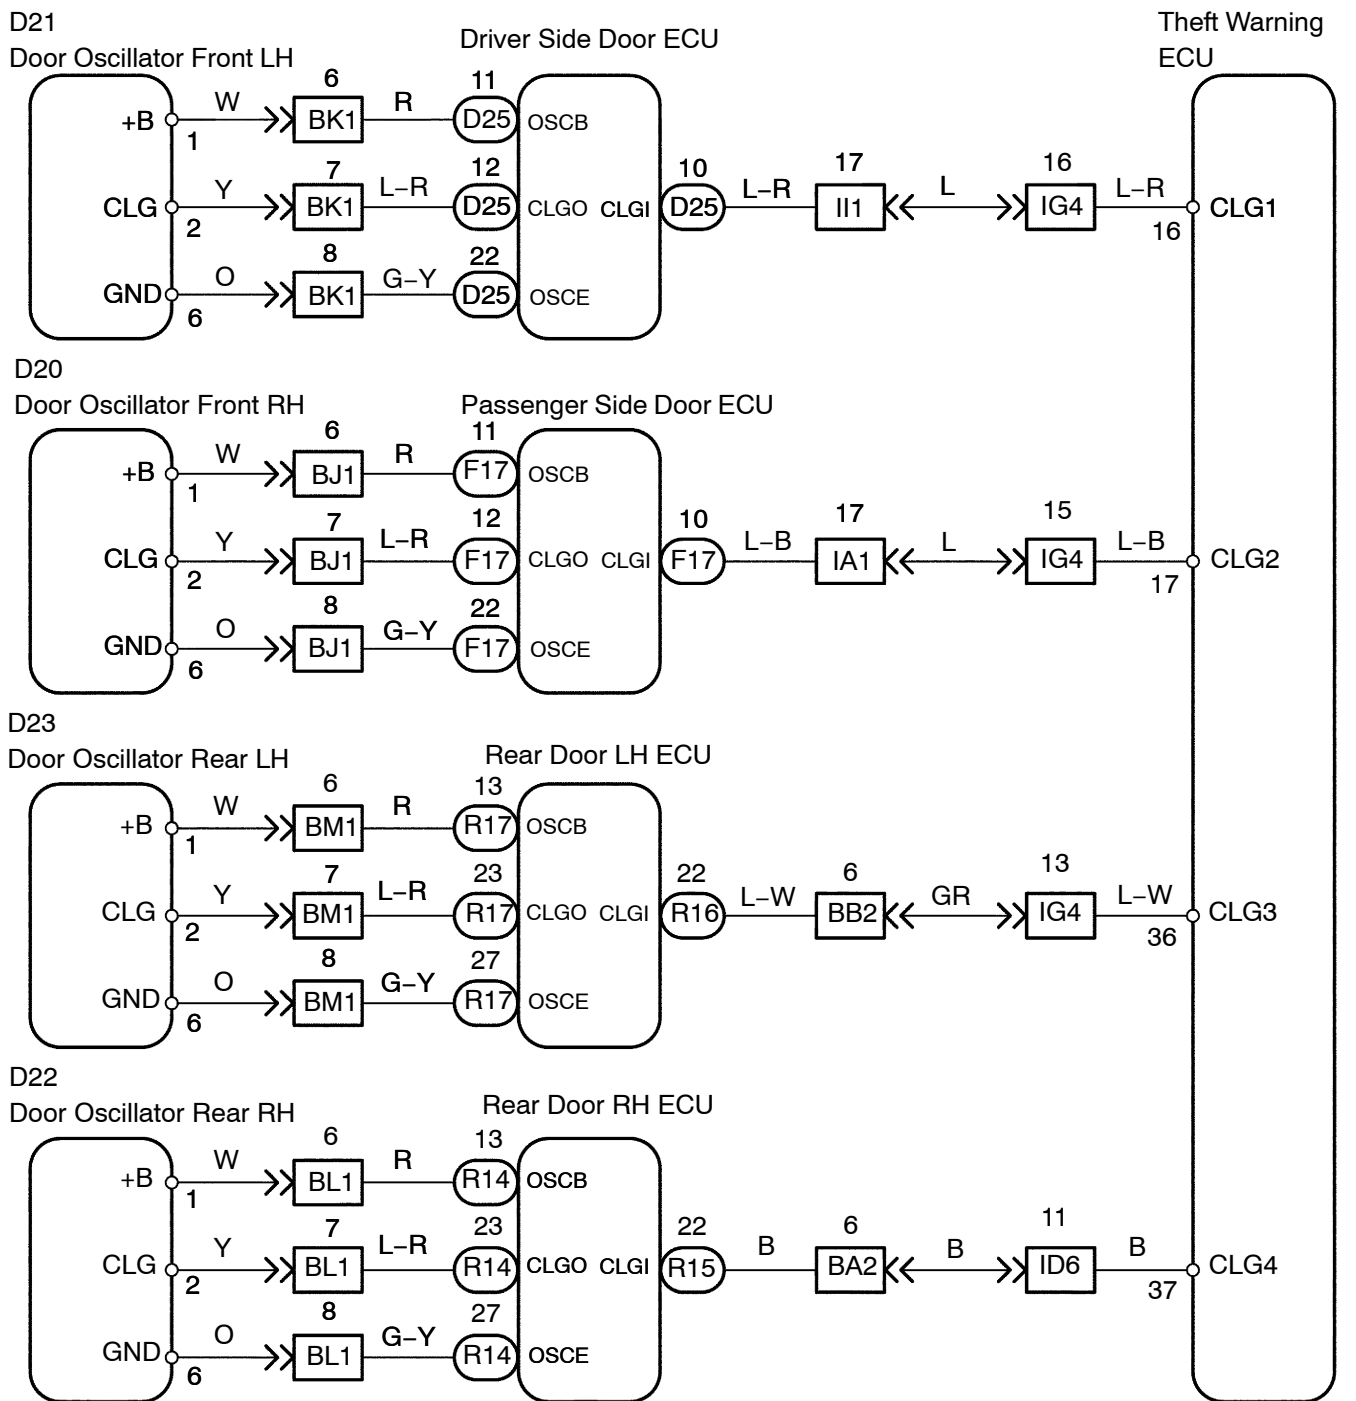 D21
Door Oscillator Front LH
Driver Side Door ECU
Theft Warning
ECU
+B 1 W 6 BK1 R 11 D25 OSCB
CLG 2 Y 7 BK1 L-R 12 D25 CLGO CLGI 10 D25 L-R 17 II1 L 16 IG4 L-R 16 CLG1
GND 6 O 8 BK1 G-Y 22 D25 OSCE
D20
Door Oscillator Front RH
Passenger Side Door ECU
+B 1 W 6 BJ1 R 11 F17 OSCB
CLG 2 Y 7 BJ1 L-R 12 F17 CLGO CLGI 10 F17 L-B 17 IA1 L 15 IG4 L-B 17 CLG2
GND 6 O 8 BJ1 G-Y 22 F17 OSCE
D23
Door Oscillator Rear LH
Rear Door LH ECU
+B 1 W 6 BM1 R 13 R17 OSCB
CLG 2 Y 7 BM1 L-R 23 R17 CLGO CLGI 22 R16 L-W 6 BB2 GR 13 IG4 L-W 36 CLG3
GND 6 O 8 BM1 G-Y 27 R17 OSCE
D22
Door Oscillator Rear RH
Rear Door RH ECU
+B 1 W 6 BL1 R 13 R14 OSCB
CLG 2 Y 7 BL1 L-R 23 R14 CLGO CLGI 22 R15 B 6 BA2 B 11 ID6 B 37 CLG4
GND 6 O 8 BL1 G-Y 27 R14 OSCE